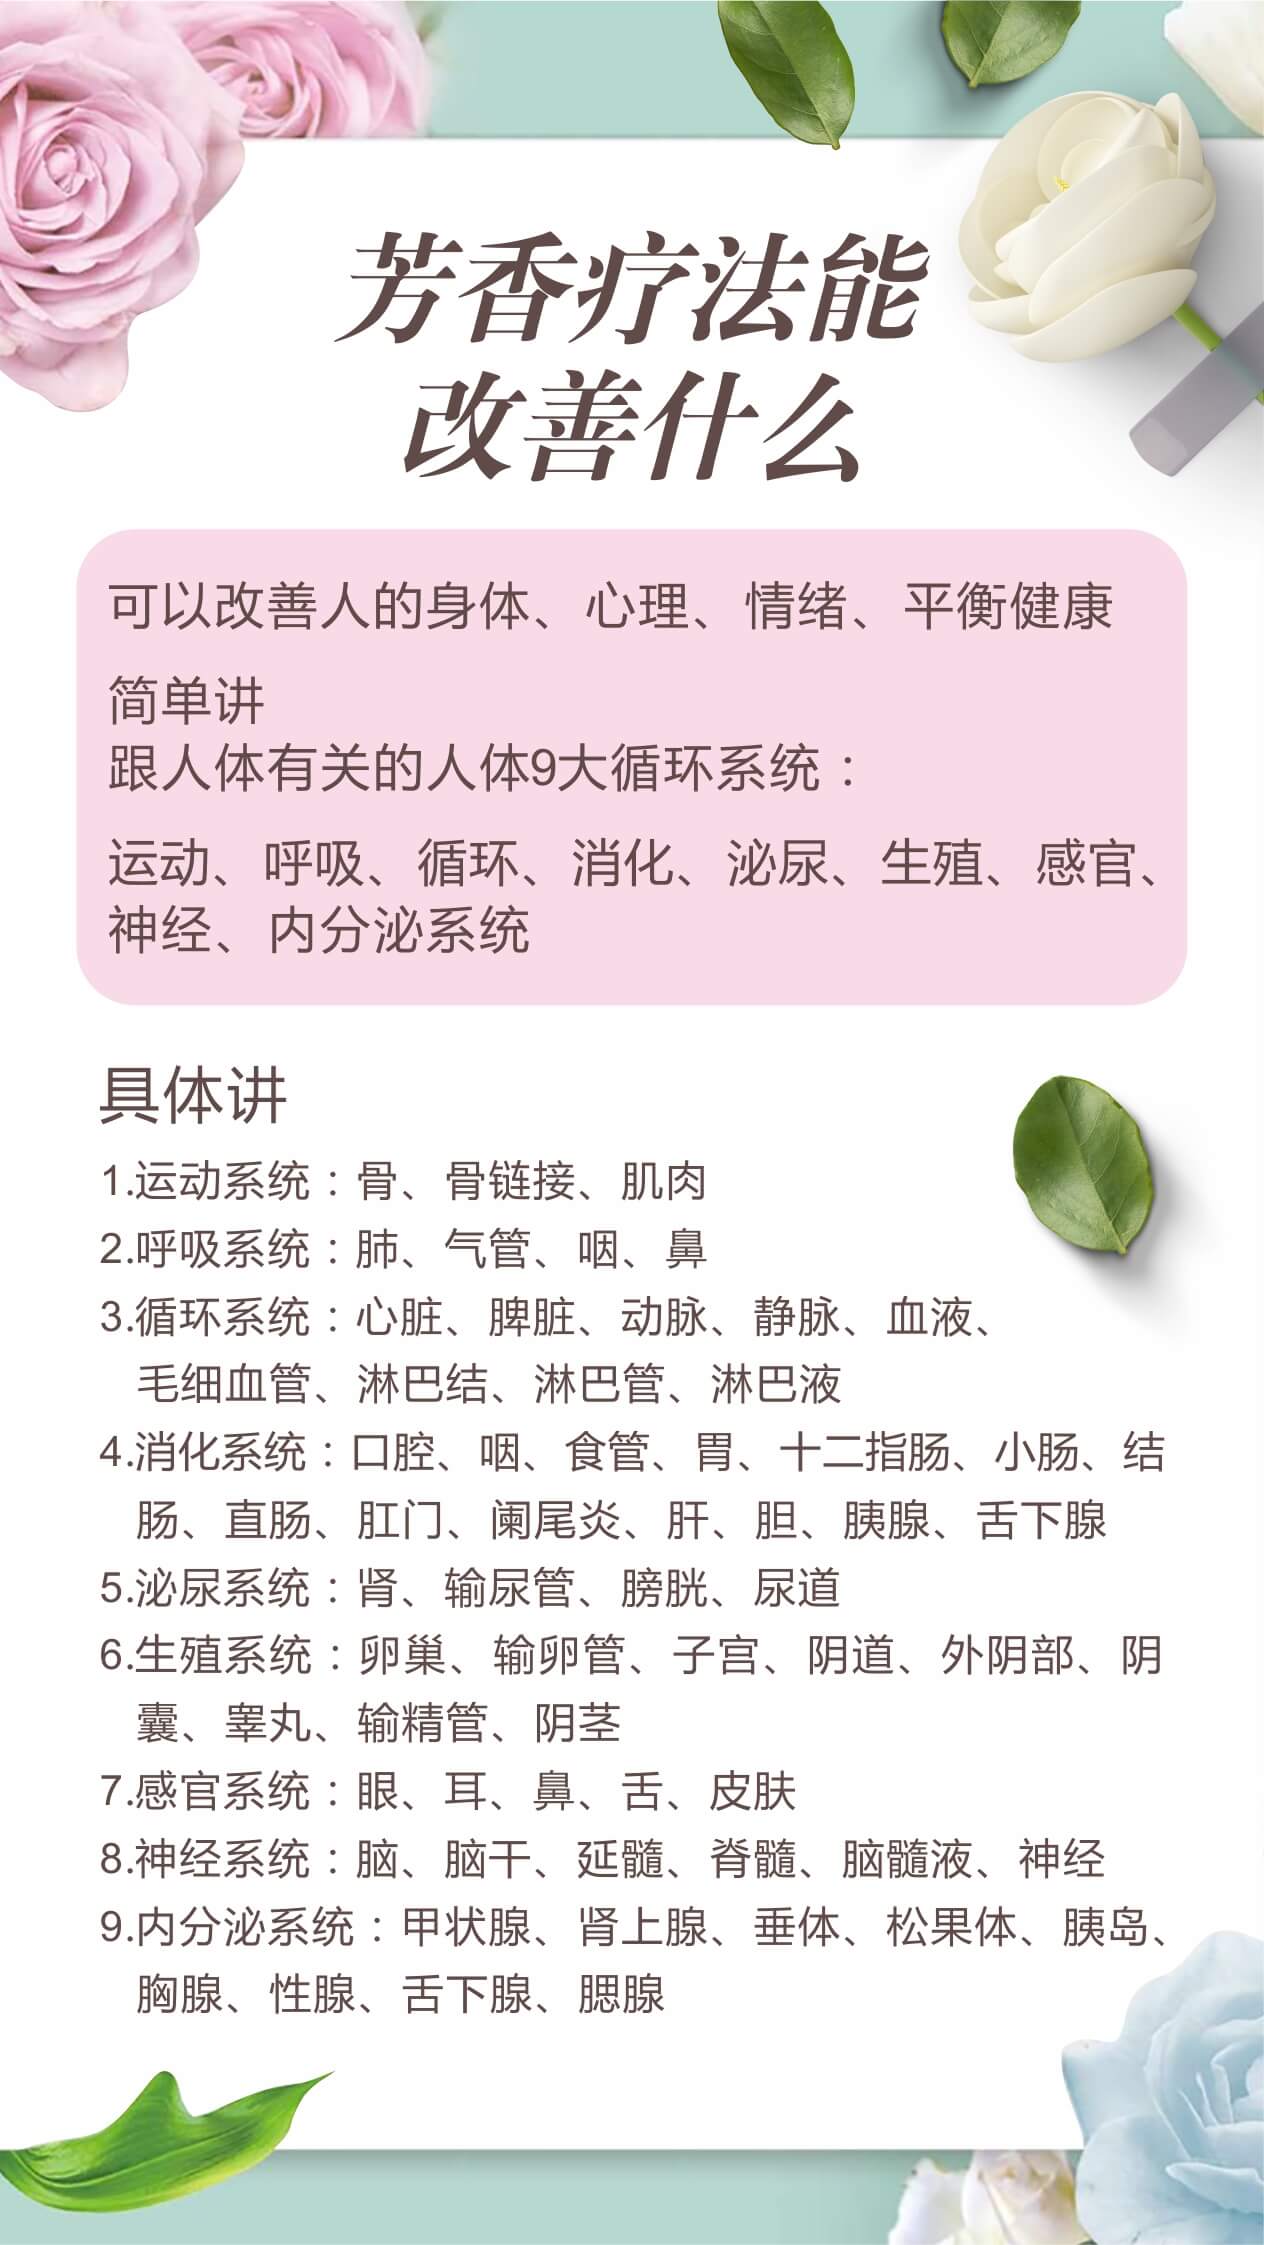 芳香疗法能
改善什么
可以改善人的身体、心理、情绪、平衡健康
简单讲
跟人体有关的人体9大循环系统：
运动、呼吸、循环、消化、泌尿、生殖、感官、
神经、内分泌系统
具体讲
1.运动系统：骨、骨链接、肌肉
2.呼吸系统：肺、气管、咽、鼻
3.循环系统：心脏、脾脏、动脉、静脉、血液、
毛细血管、淋巴结、淋巴管、淋巴液
4.消化系统：口腔、咽、食管、胃、十二指肠、小肠、结
肠、直肠、肛门、阑尾炎、肝、胆、胰腺、舌下腺
5.泌尿系统：肾、输尿管、膀胱、尿道
6.生殖系统：卵巢、输卵管、子宫、阴道、外阴部、阴
囊、睾丸、输精管、阴茎
7.感官系统：眼、耳、鼻、舌、皮肤
8.神经系统：脑、脑干、延髓、脊髓、脑髓液、神经
9.内分泌系统：甲状腺、肾上腺、垂体、松果体、胰岛、
胸腺、性腺、舌下腺、腮腺